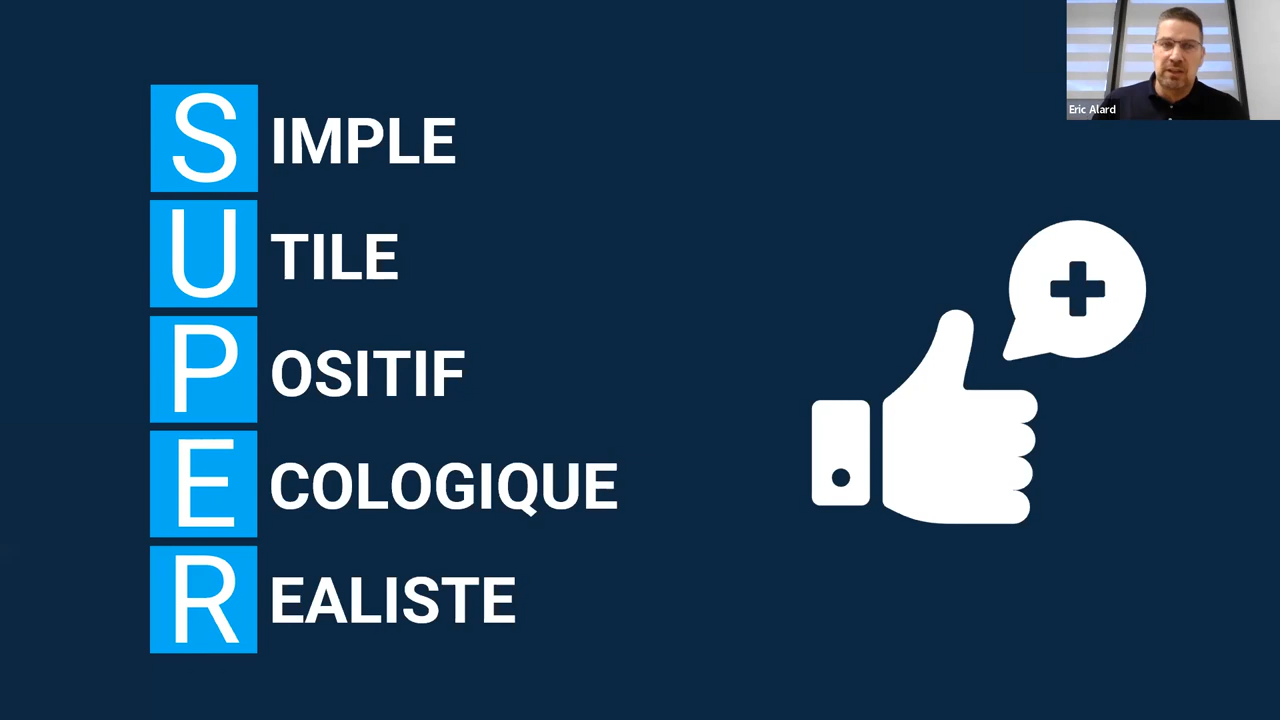 SIMPLE
UTILE
POSITIF
ECOLOGIQUE
REALISTE
Eric Alard